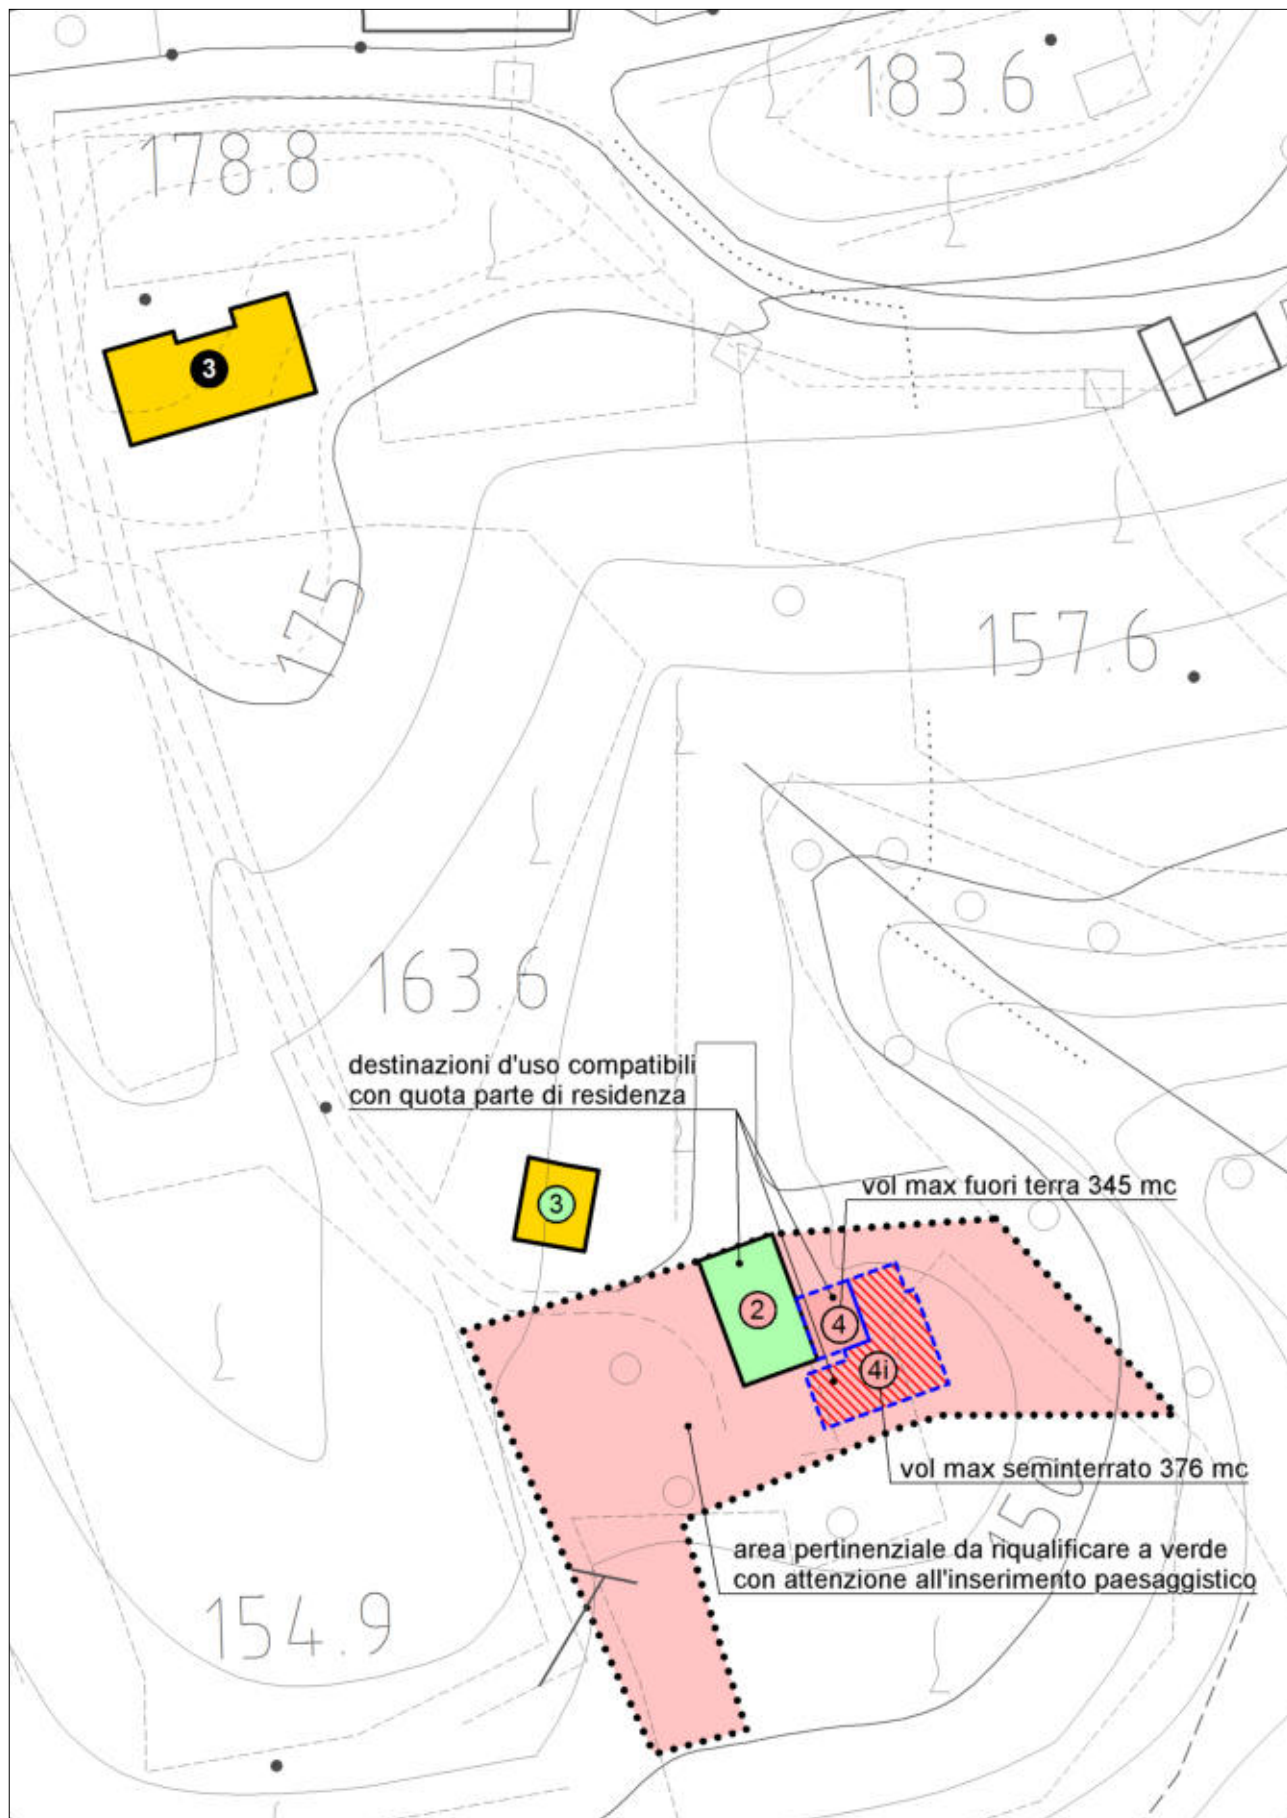 183.6
178.8
3
175
157.6
163.6
destinazioni d'uso compatibili
con quota parte di residenza
3
vol max fuori terra 345 mc
2
4
4i
vol max seminterrato 376 mc
150
area pertinenziale da riqualificare a verde
con attenzione all'inserimento paesaggistico
154.9